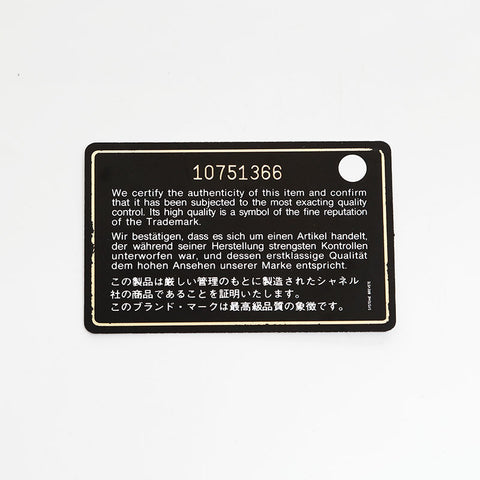 10751366
We certify the authenticity of this item and confirm
that it has been subjected to the most exacting quality
control. Its high quality is a symbol of the fine reputation
of the Trademark.
Wir bestätigen, dass es sich um einen Artikel handelt,
der während seiner Herstellung strengsten Kontrollen
unterworfen war, und dessen erstklassige Qualität
dem hohen Ansehen unserer Marke entspricht.
この製品は厳しい管理のもとに製造されたシャネル
社の商品であることを証明いたします。
このブランド・マークは最高級品質の象徴です。